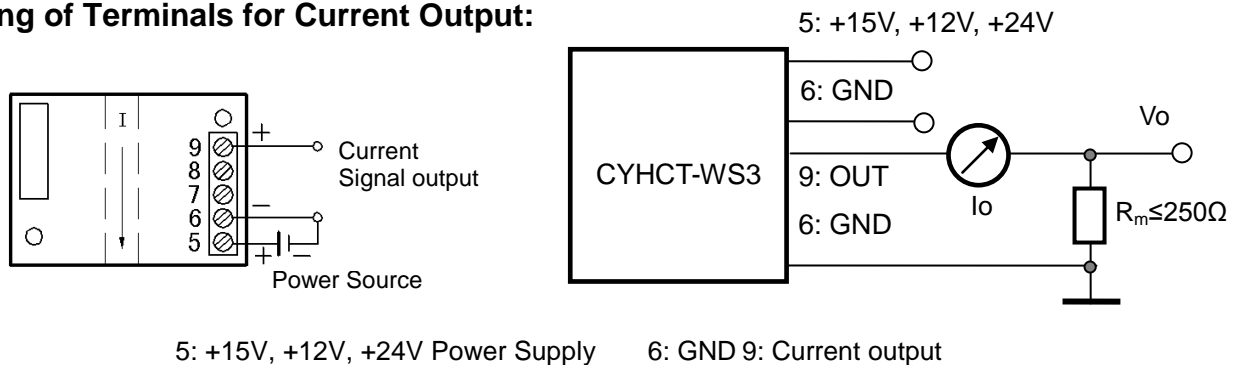 ng of Terminals for Current Output:
5: +15V, +12V, +24V
6: GND
Vo
I
+
9
Current
8
Signal output
CYHCT-WS3
9: OUT
7
Io
−
6
6: GND
Rm≤250Ω
5
+ −
Power Source
5: +15V, +12V, +24V Power Supply 6: GND 9: Current output